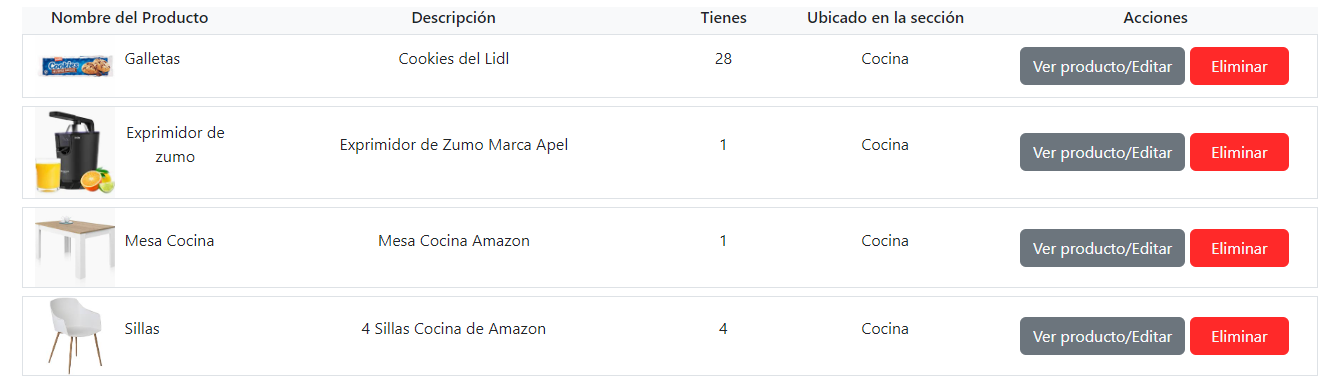 Nombre del Producto Descripción Tienes Ubicado en la sección Acciones
Cookies
Galletas Cookies del Lidl 28 Cocina Ver producto/Editar Eliminar
Exprimidor de
zumo Exprimidor de Zumo Marca Apel 1 Cocina Ver producto/Editar Eliminar
Mesa Cocina Mesa Cocina Amazon 1 Cocina Ver producto/Editar Eliminar
Sillas 4 Sillas Cocina de Amazon 4 Cocina Ver producto/Editar Eliminar